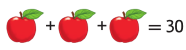 + + = 30